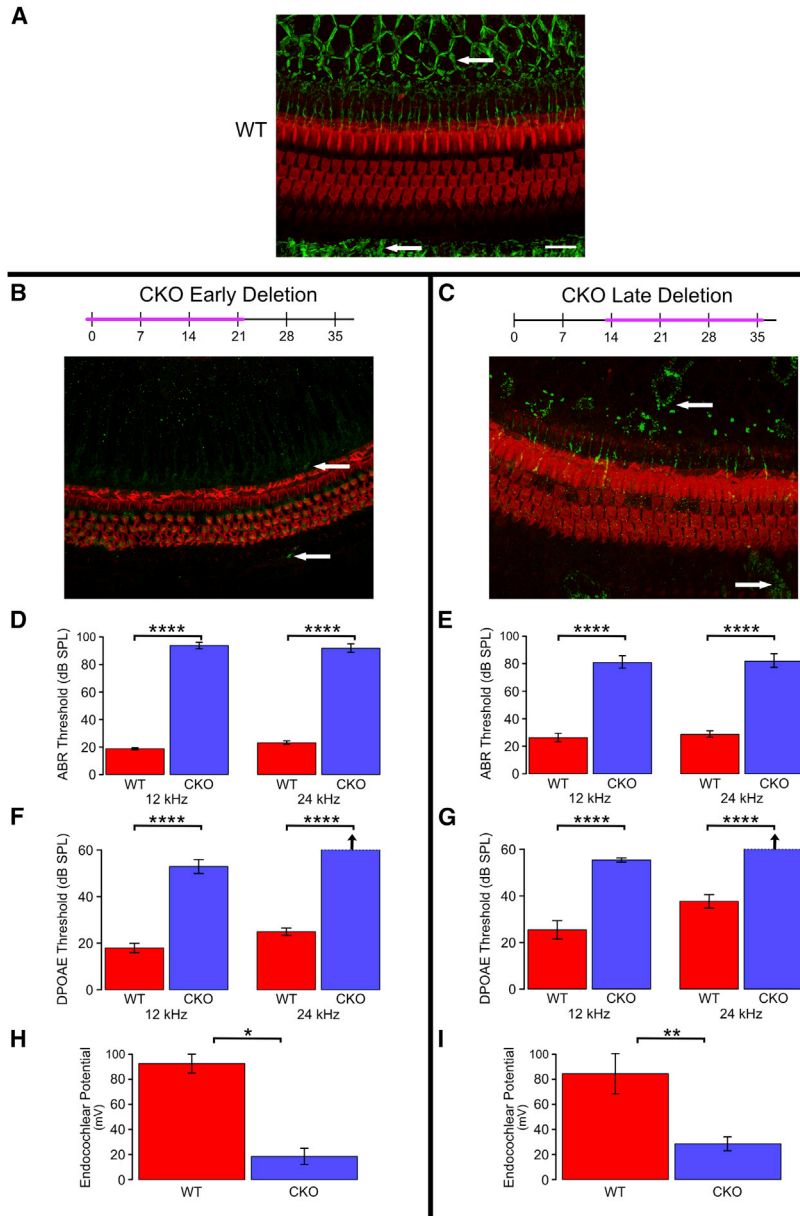 A
WT
B
CKO Early Deletion
0 7 14 21 28 35
C
CKO Late Deletion
0 7 14 21 28 35
D
ABR Threshold (dB SPL)
100
80
60
40
20
0
****
****
WT CKO WT CKO
12 kHz 24 kHz
E
ABR Threshold (dB SPL)
100
80
60
40
20
0
****
****
WT CKO WT CKO
12 kHz 24 kHz
F
DPOAE Threshold (dB SPL)
60
40
20
0
****
****
WT CKO WT CKO
12 kHz 24 kHz
G
DPOAE Threshold (dB SPL)
60
40
20
0
****
****
WT CKO WT CKO
12 kHz 24 kHz
H
Endocochlear Potential
(mV)
100
80
60
40
20
0
*
WT CKO
I
Endocochlear Potential
(mV)
100
80
60
40
20
0
**
WT CKO